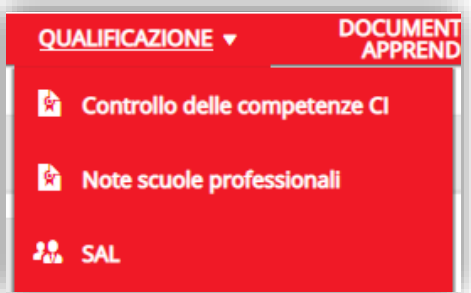 QUALIFICAZIONE ▼
DOCUMENT
APPREND
Controllo delle competenze CI
Note scuole professionali
SAL